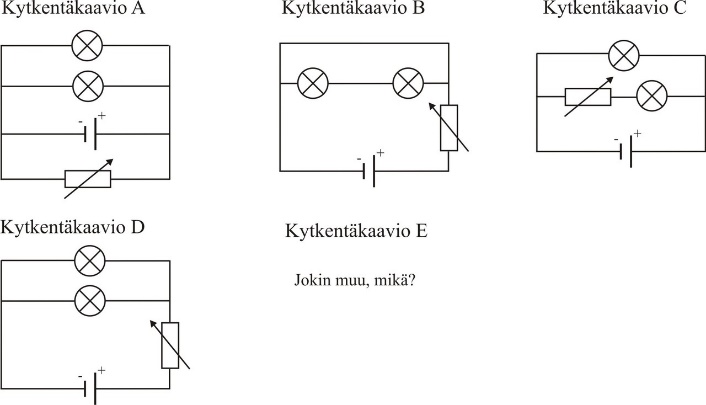 Kytkentäkaavio A
Kytkentäkaavio B
Kytkentäkaavio C
- +
- +
- +
Kytkentäkaavio D
Kytkentäkaavio E
Jokin muu, mikä?
- +